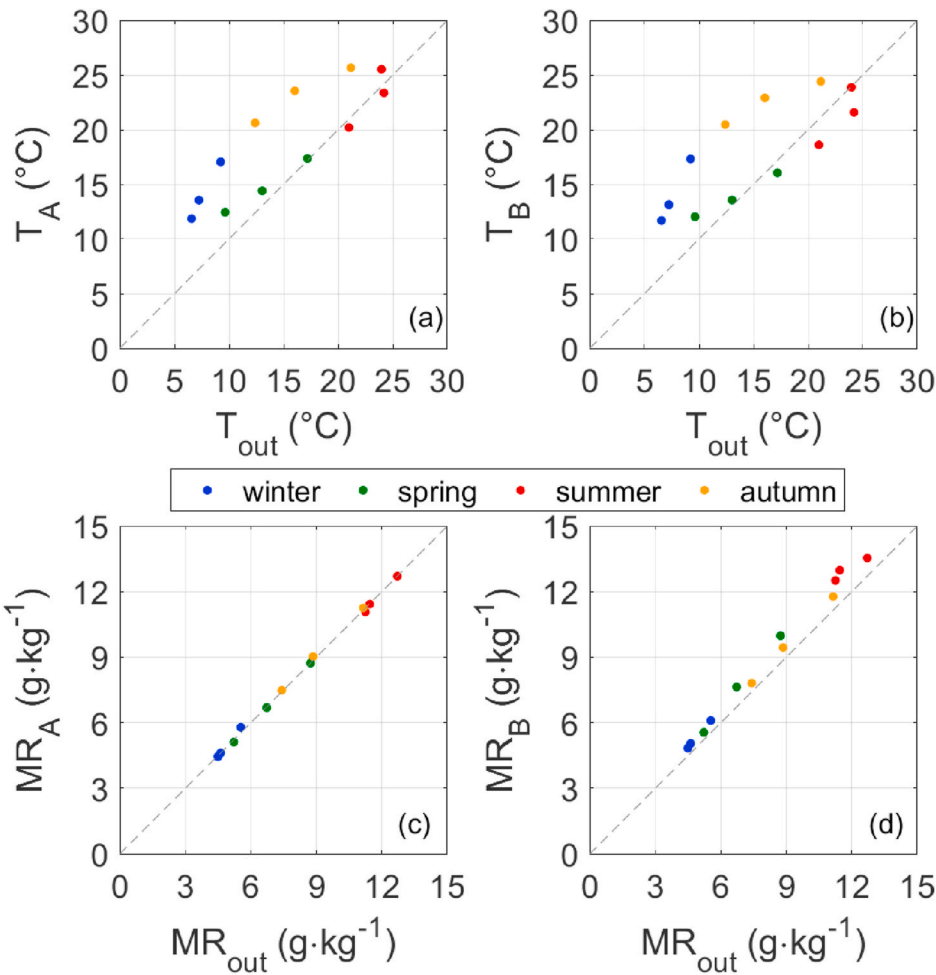 30
25
20
15
10
5
0
T_A (°C)
(a)
0 5 10 15 20 25 30
T_out (°C)
30
25
20
15
10
5
0
T_B (°C)
(b)
0 5 10 15 20 25 30
T_out (°C)
winter spring summer autumn
15
12
9
6
3
0
MR_A (g·kg⁻¹)
(c)
0 3 6 9 12 15
MR_out (g·kg⁻¹)
15
12
9
6
3
0
MR_B (g·kg⁻¹)
(d)
0 3 6 9 12 15
MR_out (g·kg⁻¹)